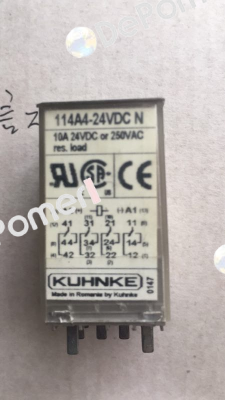 114A4-24VDC N
10A 24VDC or 250VAC
res. load
A1
41 31 21 11
44 34 24 14
42 32 22 12
KUHNKE
Made in Romania by Kuhnke
0147
Pomeri